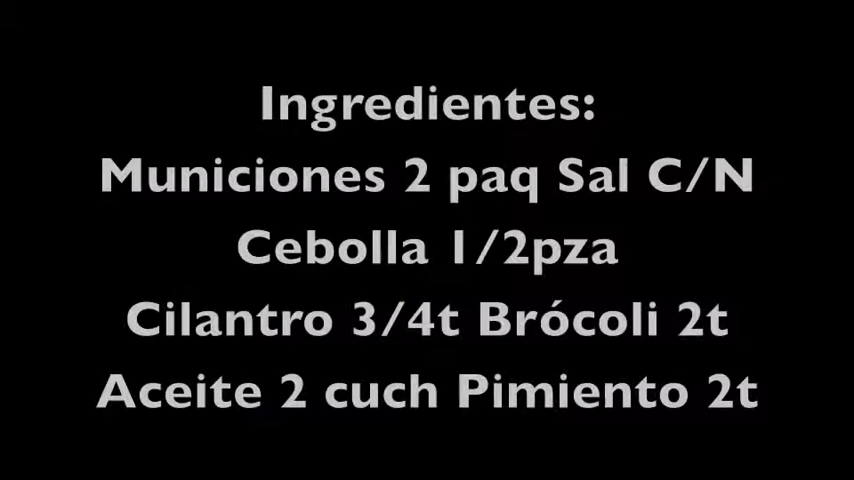 Ingredientes:
Municiones 2 paq Sal C/N
Cebolla 1/2pza
Cilantro 3/4t Brócoli 2t
Aceite 2 cuch Pimiento 2t